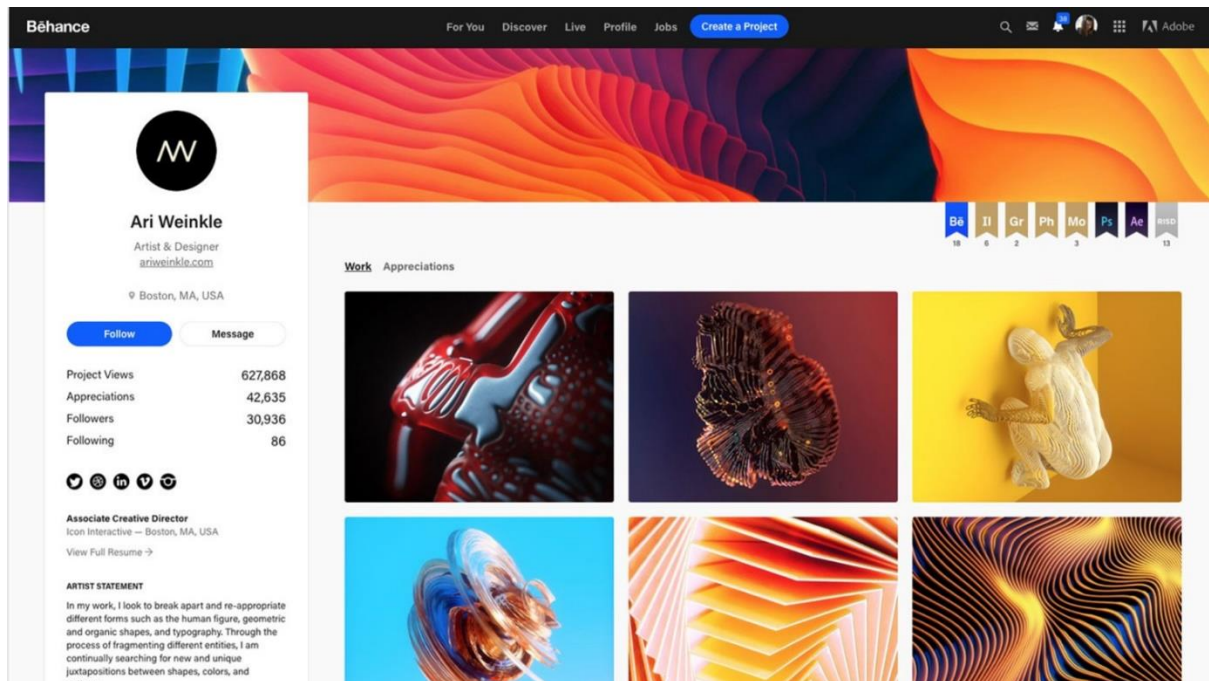 Bēhance
For You Discover Live Profile Jobs Create a Project
38
Adobe
Ari Weinkle
Artist & Designer
ariweinkle.com
Boston, MA, USA
Follow Message
Project Views 627,868
Appreciations 42,635
Followers 30,936
Following 86
Associate Creative Director
Icon Interactive — Boston, MA, USA
View Full Resume →
ARTIST STATEMENT
In my work, I look to break apart and re-appropriate
different forms such as the human figure, geometric
and organic shapes, and typography. Through the
process of fragmenting different entities, I am
continually searching for new and unique
juxtapositions between shapes, colors, and
Bē Il Gr Ph Mo Ps Ae RISD
18 6 2 3 13
Work Appreciations